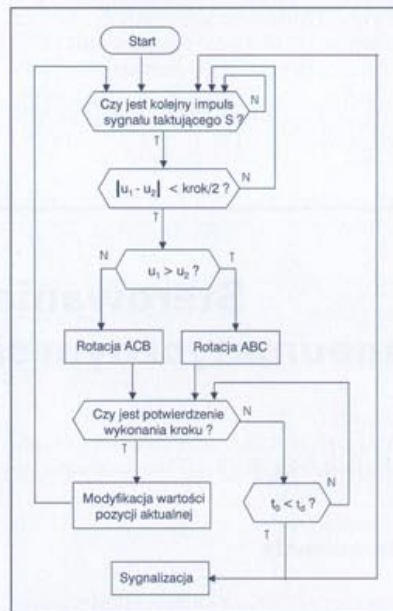 Start
Czy jest kolejny impuls
sygnału taktującego S ?
N
T
|u₁ - u₂| < krok/2 ?
N
T
N
u₁ > u₂ ?
T
Rotacja ACB
Rotacja ABC
Czy jest potwierdzenie
wykonania kroku ?
N
T
Modyfikacja wartości
pozycji aktualnej
t₀ < t_d ?
N
T
Sygnalizacja